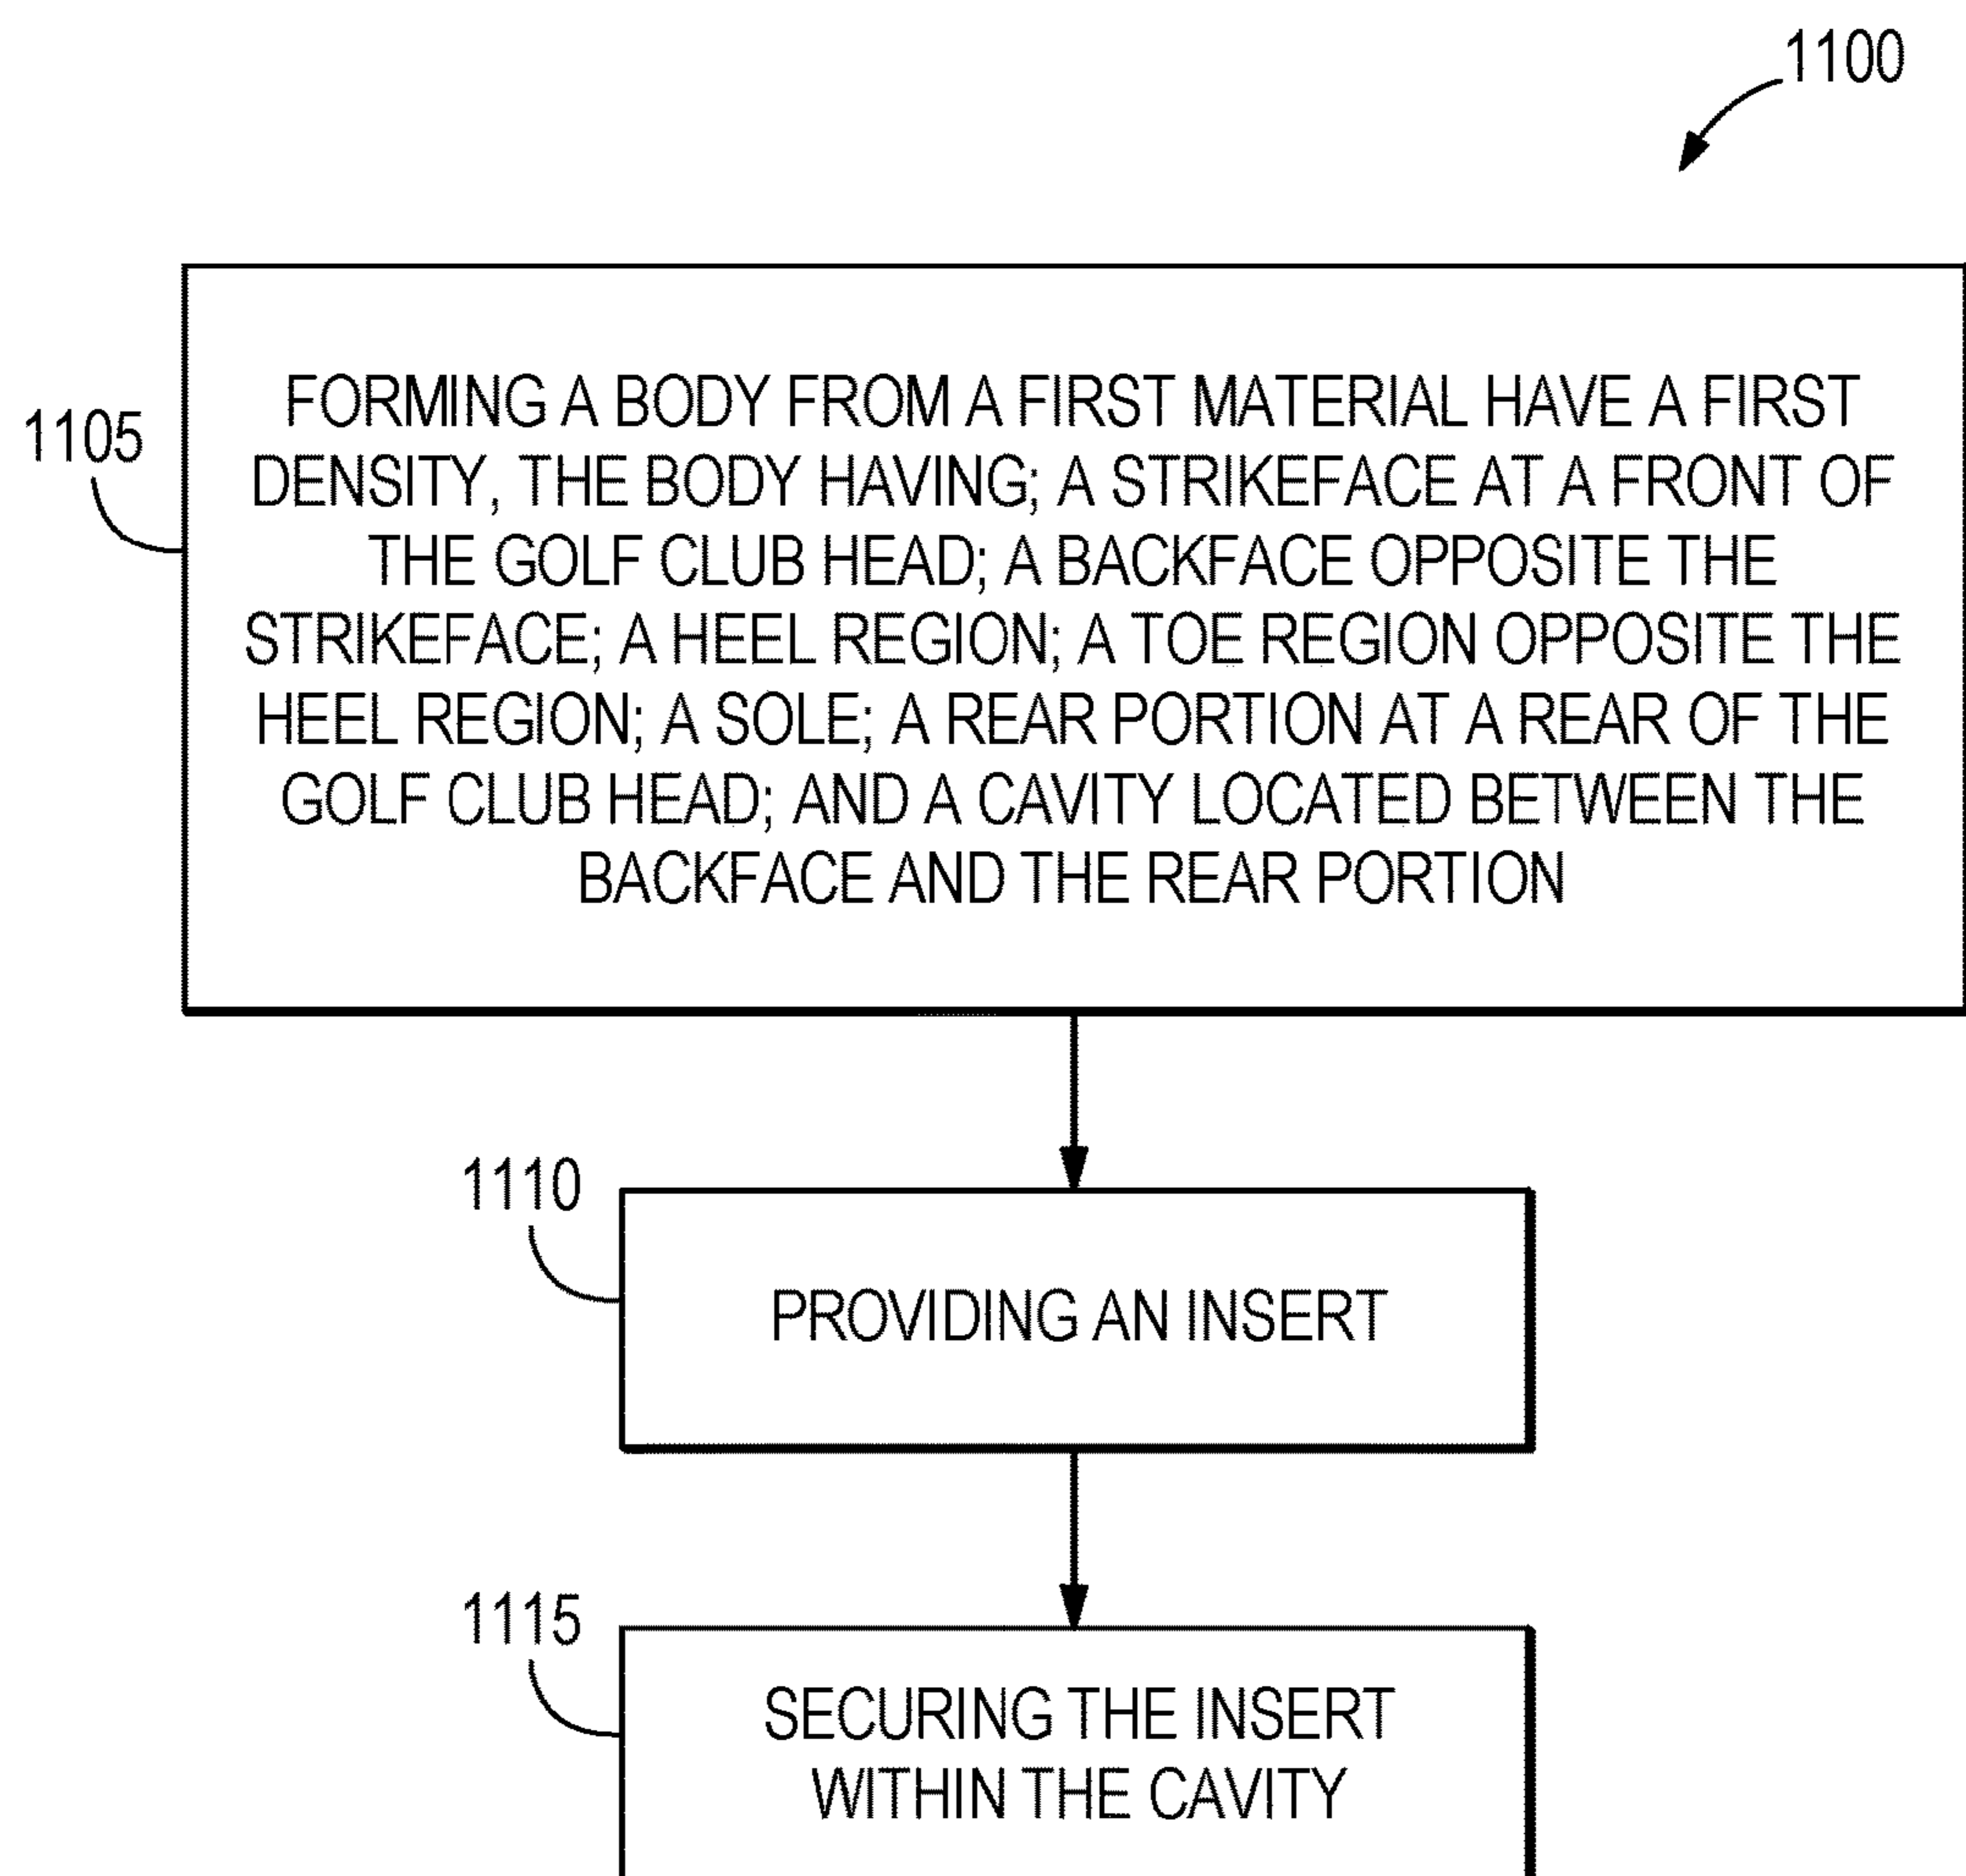 1100
1105
FORMING A BODY FROM A FIRST MATERIAL HAVE A FIRST
DENSITY, THE BODY HAVING; A STRIKEFACE AT A FRONT OF
THE GOLF CLUB HEAD; A BACKFACE OPPOSITE THE
STRIKEFACE; A HEEL REGION; A TOE REGION OPPOSITE THE
HEEL REGION; A SOLE; A REAR PORTION AT A REAR OF THE
GOLF CLUB HEAD; AND A CAVITY LOCATED BETWEEN THE
BACKFACE AND THE REAR PORTION
1110
PROVIDING AN INSERT
1115
SECURING THE INSERT
WITHIN THE CAVITY